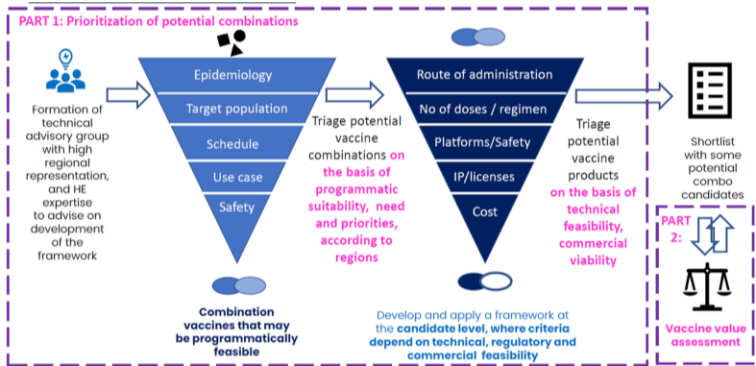 PART 1: Prioritization of potential combinations
Formation of
technical
advisory group
with high
regional
representation,
and HE
expertise
to advise on
development
of the
framework
Epidemiology
Target population
Schedule
Use case
Safety
Combination
vaccines that may
be programmatically
feasible
Triage potential
vaccine
combinations on
the basis of
programmatic
suitability, need
and priorities,
according to
regions
Route of administration
No of doses / regimen
Platforms/Safety
IP/licenses
Cost
Develop and apply a framework at
the candidate level, where criteria
depend on technical, regulatory and
commercial feasibility
Triage
potential
vaccine
products
on the basis of
technical
feasibility,
commercial
viability
Shortlist
with some
potential
combo
candidates
PART
2:
Vaccine value
assessment